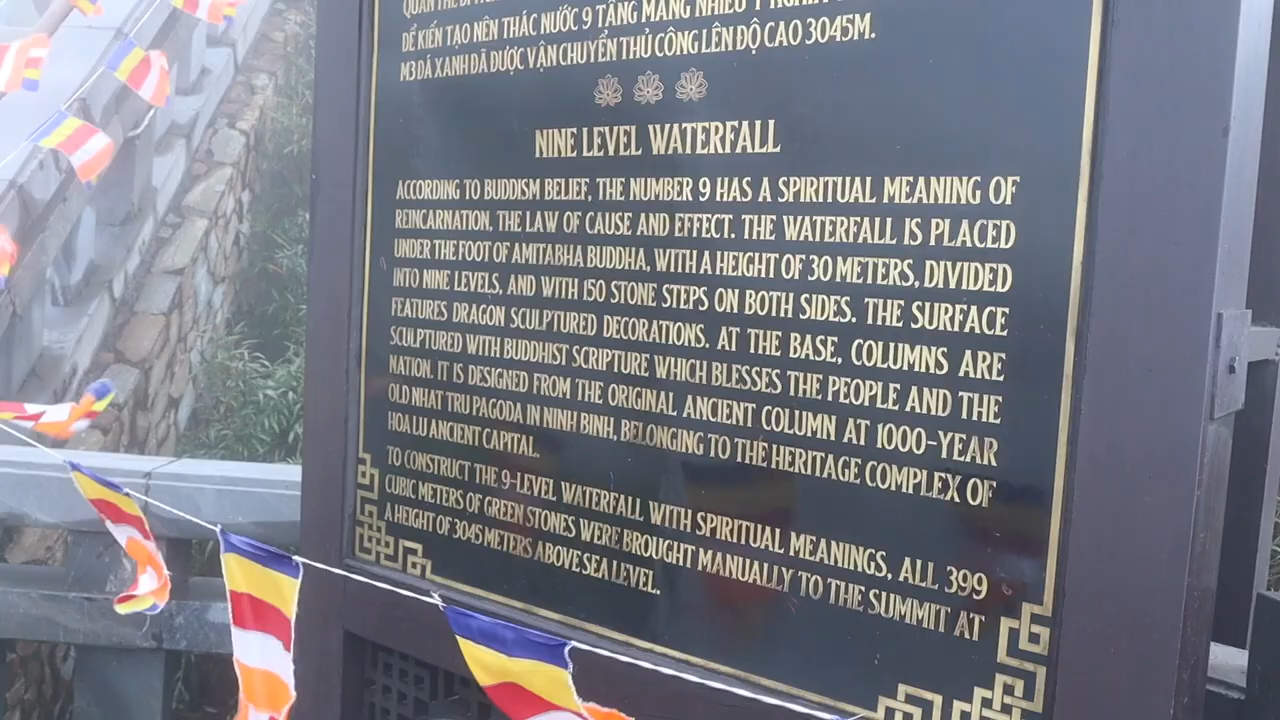 QUẦN THỂ
ĐỂ KIẾN TẠO NÊN THÁC NƯỚC 9 TẦNG MANG NHIỀU Ý NGHĨA
M3 ĐÁ XANH ĐÃ ĐƯỢC VẬN CHUYỂN THỦ CÔNG LÊN ĐỘ CAO 3045M.
NINE LEVEL WATERFALL
ACCORDING TO BUDDISM BELIEF, THE NUMBER 9 HAS A SPIRITUAL MEANING OF
REINCARNATION, THE LAW OF CAUSE AND EFFECT. THE WATERFALL IS PLACED
UNDER THE FOOT OF AMITABHA BUDDHA, WITH A HEIGHT OF 30 METERS, DIVIDED
INTO NINE LEVELS, AND WITH 150 STONE STEPS ON BOTH SIDES. THE SURFACE
FEATURES DRAGON SCULPTURED DECORATIONS. AT THE BASE, COLUMNS ARE
SCULPTURED WITH BUDDHIST SCRIPTURE WHICH BLESSES THE PEOPLE AND THE
NATION. IT IS DESIGNED FROM THE ORIGINAL ANCIENT COLUMN AT 1000-YEAR
OLD NHAT TRU PAGODA IN NINH BINH, BELONGING TO THE HERITAGE COMPLEX OF
HOA LU ANCIENT CAPITAL.
TO CONSTRUCT THE 9-LEVEL WATERFALL WITH SPIRITUAL MEANINGS, ALL 399
CUBIC METERS OF GREEN STONES WERE BROUGHT MANUALLY TO THE SUMMIT AT
A HEIGHT OF 3045 METERS ABOVE SEA LEVEL.